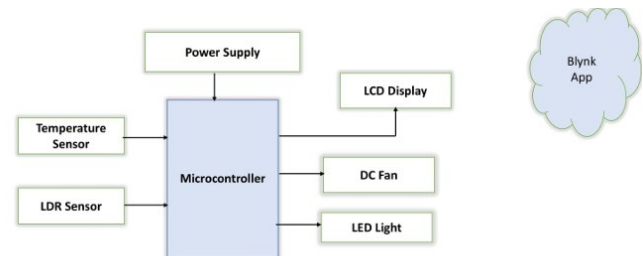 Power Supply
Blynk
App
LCD Display
Temperature
Sensor
Microcontroller
DC Fan
LDR Sensor
LED Light